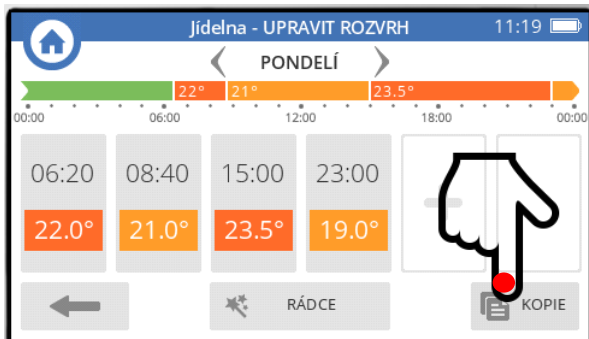 Jídelna - UPRAVIT ROZVRH 11:19
PONDELÍ
22° 21° 23.5°
00:00 06:00 12:00 18:00 00:00
06:20 08:40 15:00 23:00
22.0° 21.0° 23.5° 19.0°
RÁDCE KOPIE